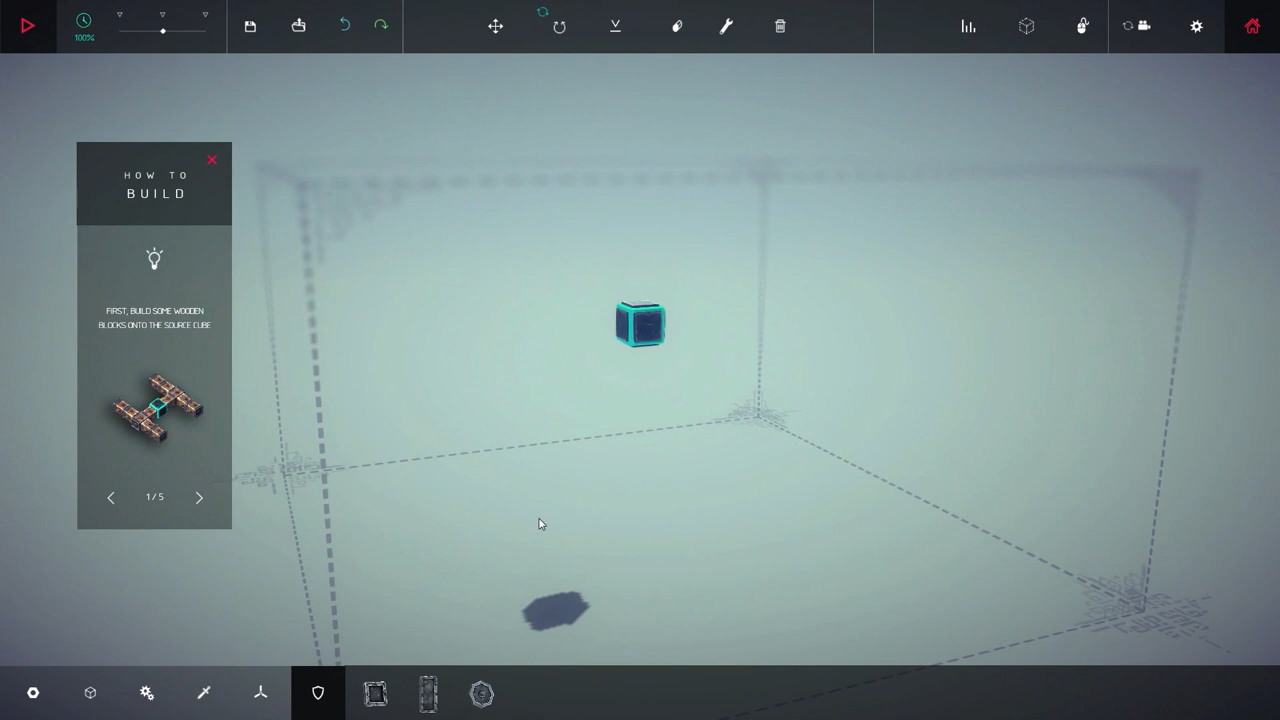 100%
HOW TO
BUILD
FIRST, BUILD SOME WOODEN
BLOCKS ONTO THE SOURCE CUBE
1/5